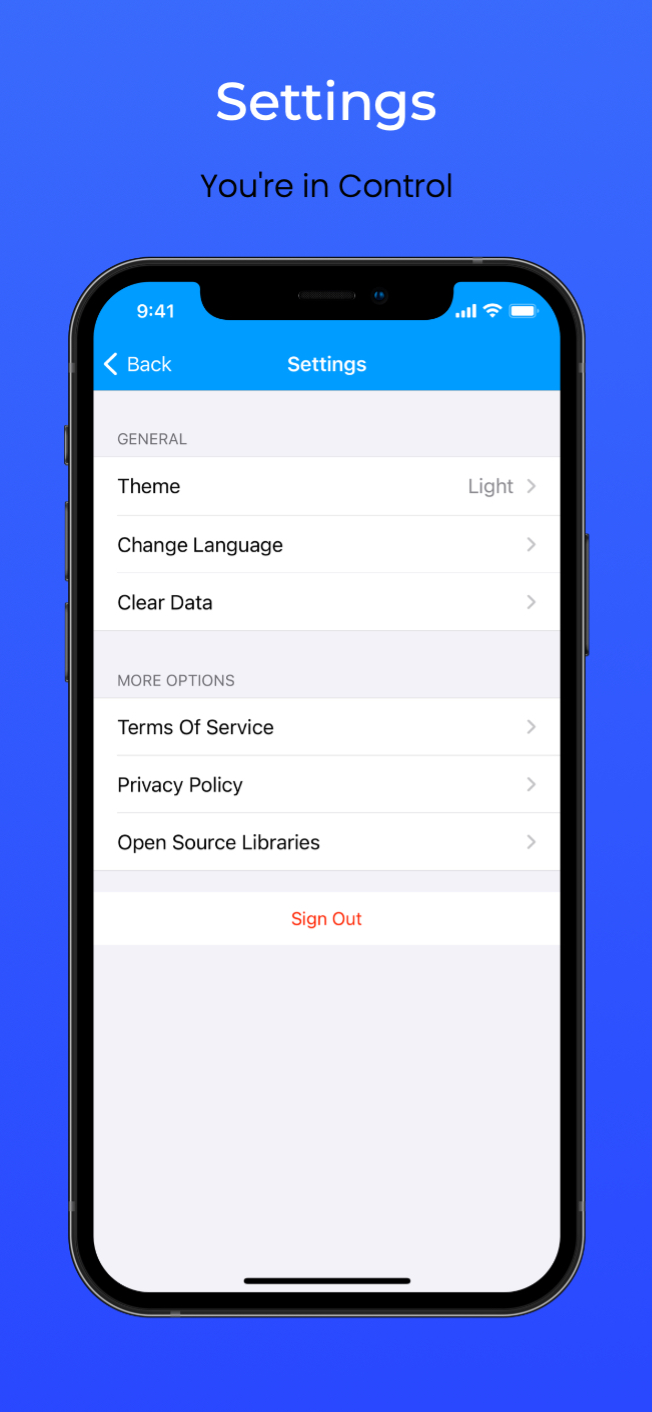 Settings
You're in Control
9:41
Back
Settings
GENERAL
Theme
Light
Change Language
Clear Data
MORE OPTIONS
Terms Of Service
Privacy Policy
Open Source Libraries
Sign Out